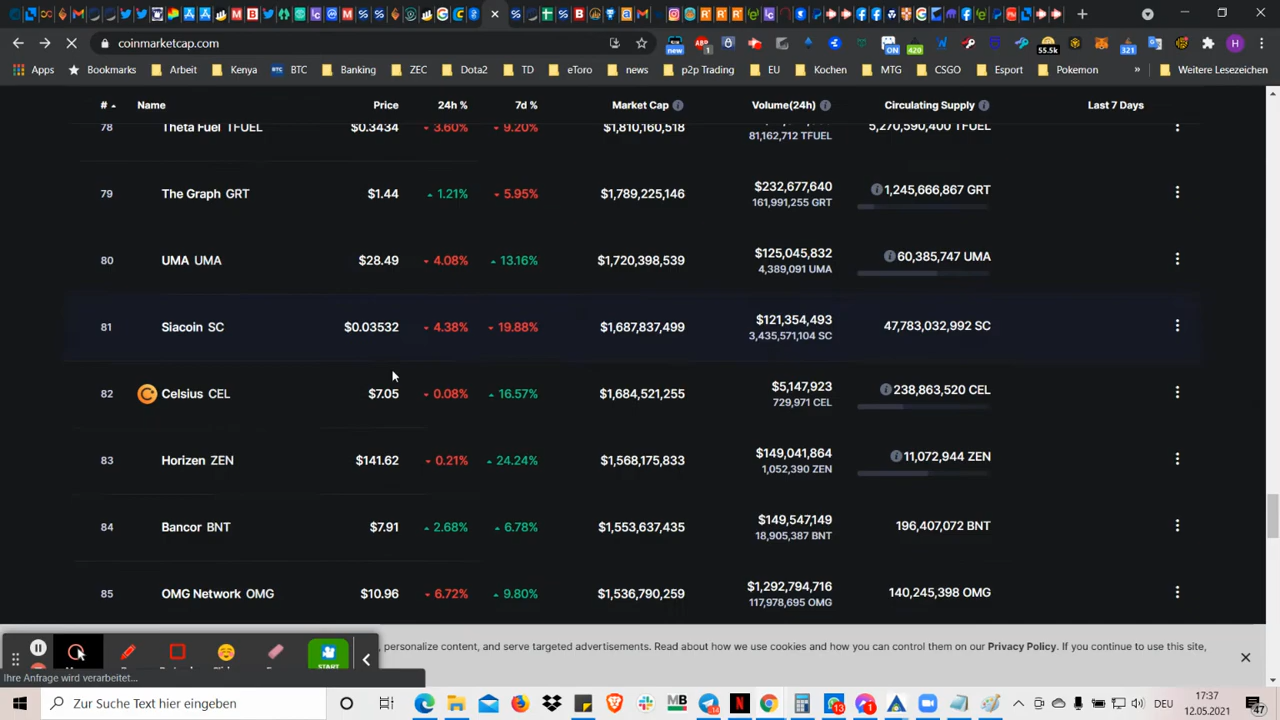 coinmarketcap.com
new
1
ON
420
55.5k
321
H
Apps
Bookmarks
Arbeit
Kenya
BTC BTC
Banking
ZEC
Dota2
TD
eToro
news
p2p Trading
EU
Kochen
MTG
CSGO
Esport
Pokemon
»
Weitere Lesezeichen
# Name Price 24h % 7d % Market Cap Volume(24h) Circulating Supply Last 7 Days
78 Theta Fuel TFUEL $0.3434 3.60% 9.20% $1,810,160,518 5,270,590,400 TFUEL
81,162,712 TFUEL
79 The Graph GRT $1.44 1.21% 5.95% $1,789,225,146 $232,677,640 1,245,666,867 GRT
161,991,255 GRT
80 UMA UMA $28.49 4.08% 13.16% $1,720,398,539 $125,045,832 60,385,747 UMA
4,389,091 UMA
81 Siacoin SC $0.03532 4.38% 19.88% $1,687,837,499 $121,354,493 47,783,032,992 SC
3,435,571,104 SC
82 Celsius CEL $7.05 0.08% 16.57% $1,684,521,255 $5,147,923 238,863,520 CEL
729,971 CEL
83 Horizen ZEN $141.62 0.21% 24.24% $1,568,175,833 $149,041,864 11,072,944 ZEN
1,052,390 ZEN
84 Bancor BNT $7.91 2.68% 6.78% $1,553,637,435 $149,547,149 196,407,072 BNT
18,905,387 BNT
85 OMG Network OMG $10.96 6.72% 9.80% $1,536,790,259 $1,292,794,716 140,245,398 OMG
117,978,695 OMG
, personalize content, and serve targeted advertisements. Read about how we use cookies and how you can control them on our Privacy Policy. If you continue to use this site,
START
Ihre Anfrage wird verarbeitet...
Zur Suche Text hier eingeben
MB
13
1
DEU
17:37
12.05.2021
47